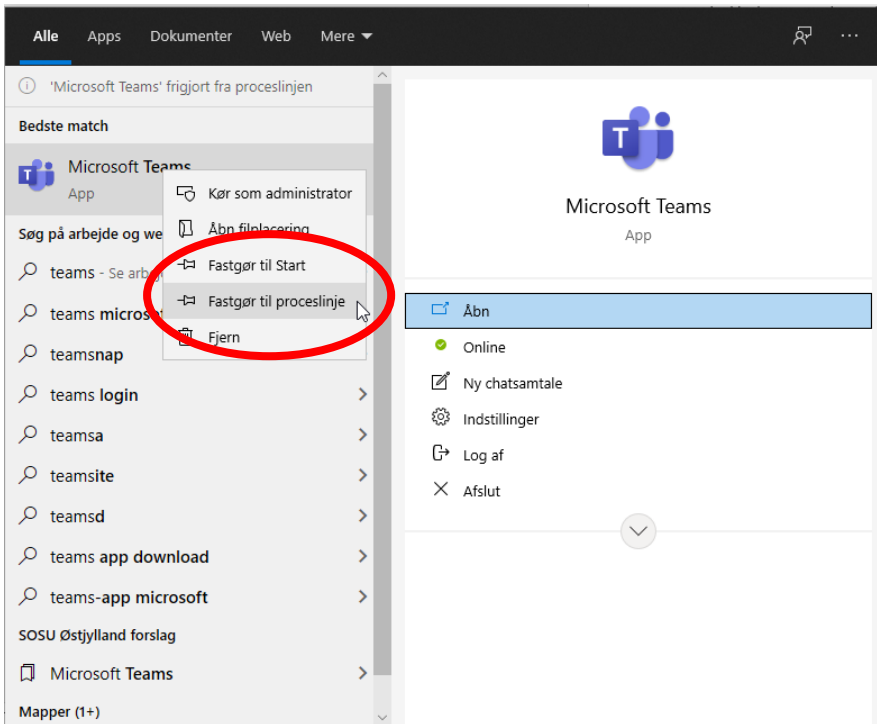 Alle Apps Dokumenter Web Mere
'Microsoft Teams' frigjort fra proceslinjen
Bedste match
Microsoft Teams
App
Kør som administrator
Åbn filplacering
Fastgør til Start
Fastgør til proceslinje
Fjern
Søg på arbejde og we
teams - Se arb
teams microsof
teamsnap
teams login
teamsa
teamsite
teamsd
teams app download
teams-app microsoft
SOSU Østjylland forslag
Microsoft Teams
Mapper (1+)
T
Microsoft Teams
App
Åbn
Online
Ny chatsamtale
Indstillinger
Log af
Afslut